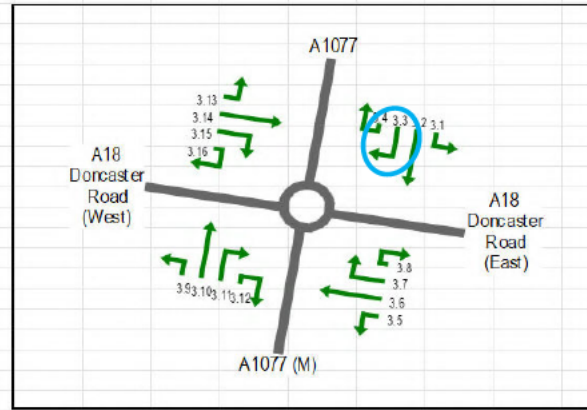 A1077
3.13
3.14
3.15
3.16
3.4 3.3 3.2 3.1
A18
Doncaster
Road
(West)
A18
Doncaster
Road
(East)
3.9 3.10 3.11 3.12
3.8
3.7
3.6
3.5
A1077 (M)